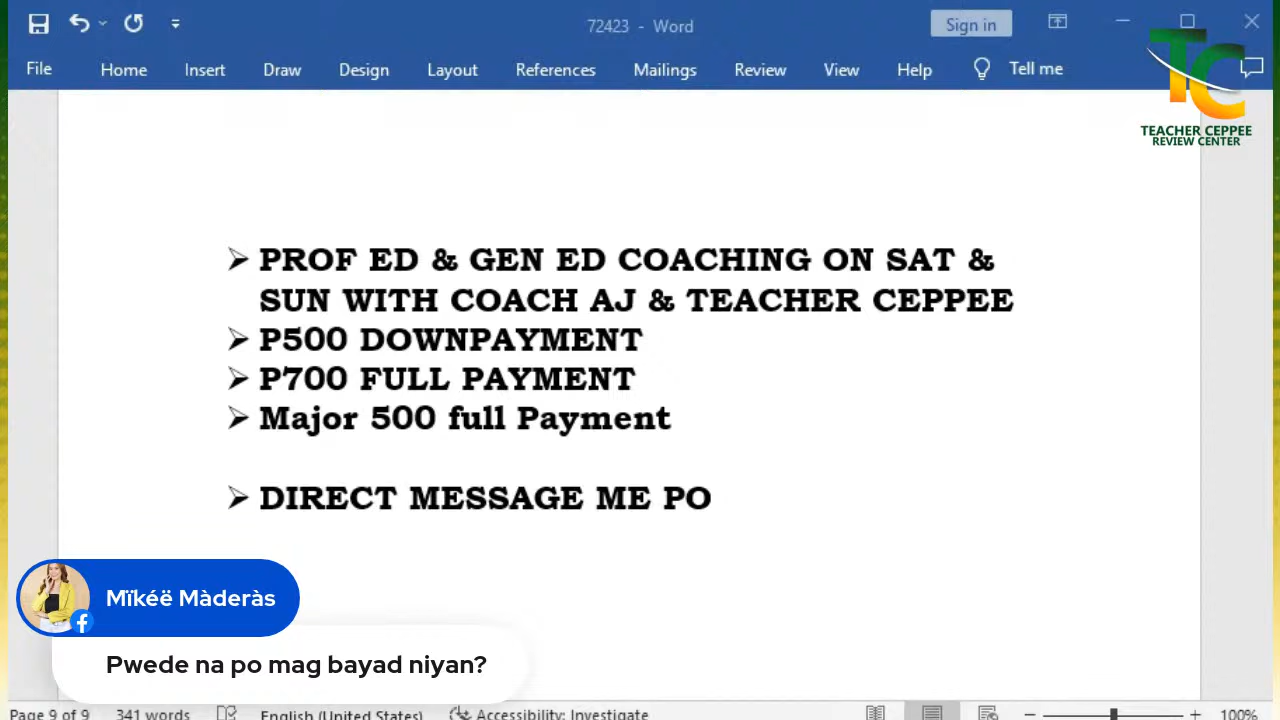 72423 - Word
Sign in
File Home Insert Draw Design Layout References Mailings Review View Help Tell me
TEACHER CEPPEE
REVIEW CENTER
PROF ED & GEN ED COACHING ON SAT &
SUN WITH COACH AJ & TEACHER CEPPEE
P500 DOWNPAYMENT
P700 FULL PAYMENT
Major 500 full Payment
DIRECT MESSAGE ME PO
Mïkéë Màderàs
Pwede na po mag bayad niyan?
Page 9 of 9 341 words English (United States) Accessibility: Investigate 100%